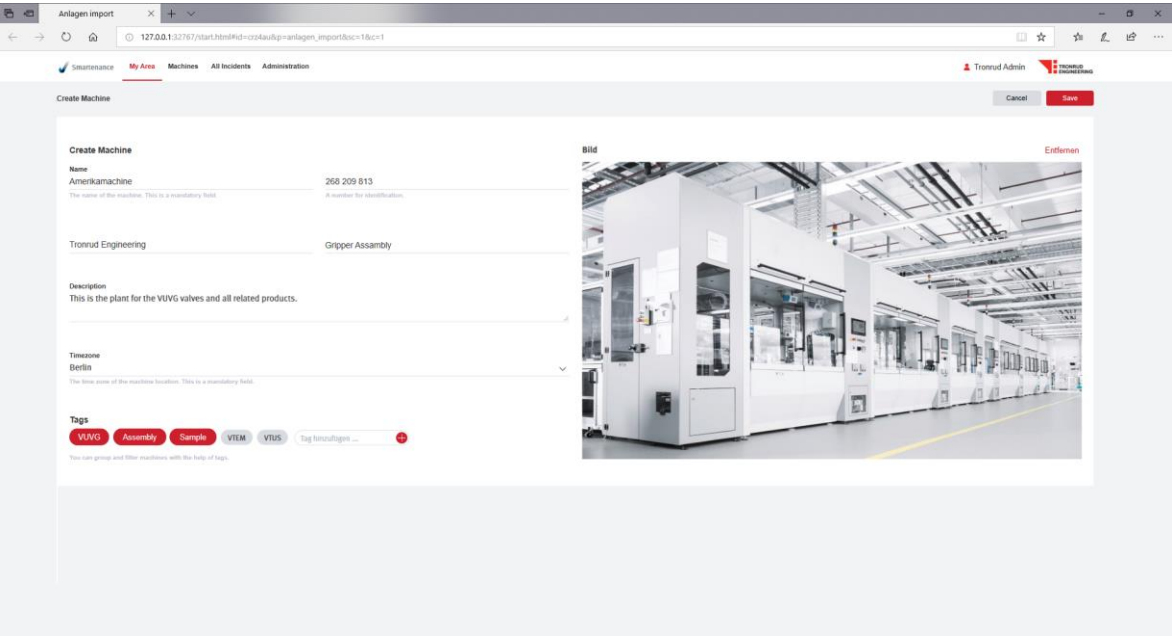 Anlagen import
127.0.0.1:32767/start.html#id=crz4au&p=anlagen_import&sc=1&c=1
Smartenance My Area Machines All Incidents Administration Tronrud Admin TRONRUD ENGINEERING
Create Machine Cancel Save
Create Machine Bild Entfernen
Name
Amerikamachine 268 209 813
The name of the machine. This is a mandatory field A number for identification.
Tronrud Engineering Gripper Assambly
Description
This is the plant for the VUVG valves and all related products.
Timezone
Berlin
The time zone of the machine location. This is a mandatory field.
Tags
VUVG Assembly Sample VTEM VTUS Tag hinzufügen ...
You can group and filter machines with the help of tags.